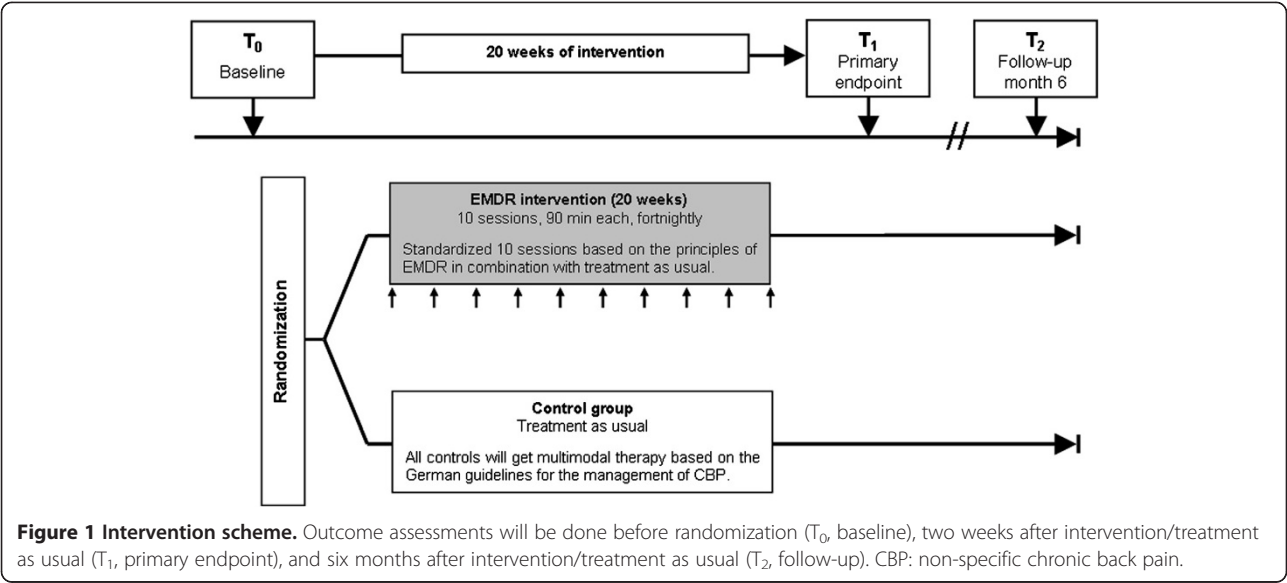 T0
Baseline
20 weeks of intervention
T1
Primary
endpoint
T2
Follow-up
month 6
//
Randomization
EMDR intervention (20 weeks)
10 sessions, 90 min each, fortnightly
Standardized 10 sessions based on the principles of
EMDR in combination with treatment as usual.
Control group
Treatment as usual
All controls will get multimodal therapy based on the
German guidelines for the management of CBP.
Figure 1 Intervention scheme. Outcome assessments will be done before randomization (T0, baseline), two weeks after intervention/treatment
as usual (T1, primary endpoint), and six months after intervention/treatment as usual (T2, follow-up). CBP: non-specific chronic back pain.